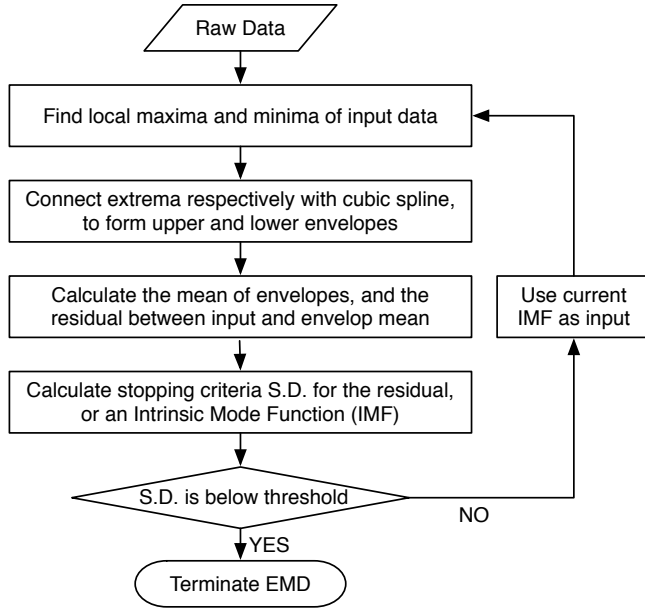 Raw Data
Find local maxima and minima of input data
Connect extrema respectively with cubic spline,
to form upper and lower envelopes
Calculate the mean of envelopes, and the
residual between input and envelop mean
Use current
IMF as input
Calculate stopping criteria S.D. for the residual,
or an Intrinsic Mode Function (IMF)
S.D. is below threshold
NO
YES
Terminate EMD